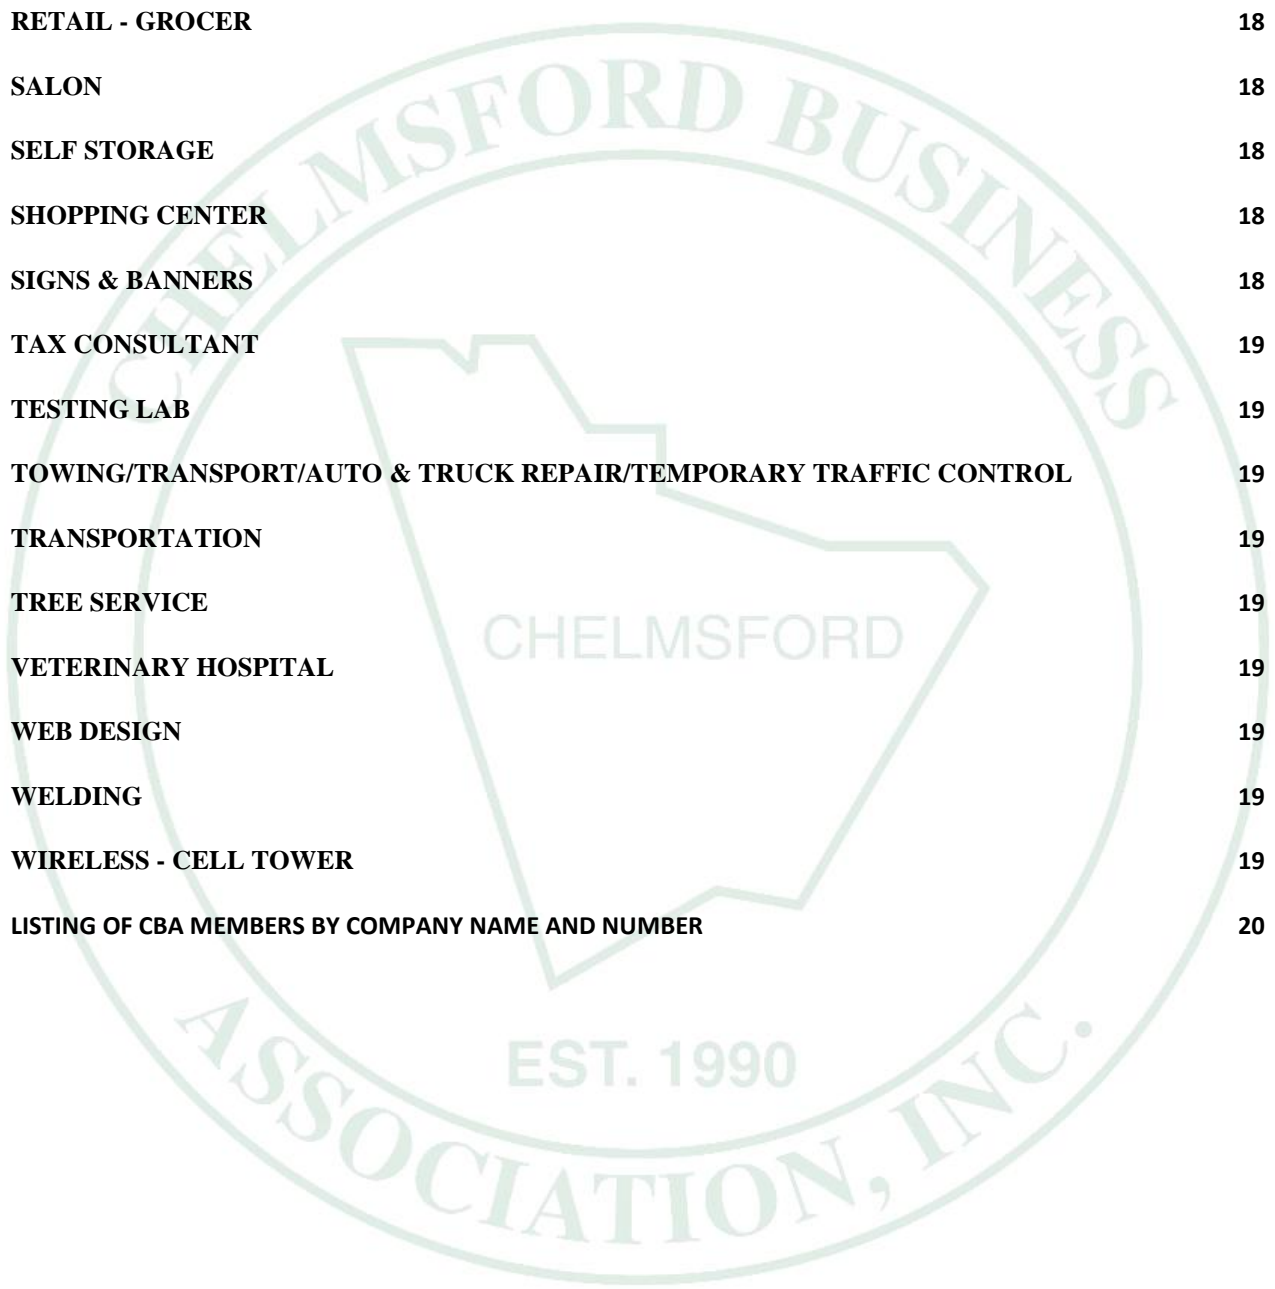 RETAIL - GROCER 18
SALON 18
SELF STORAGE 18
SHOPPING CENTER 18
SIGNS & BANNERS 18
TAX CONSULTANT 19
TESTING LAB 19
TOWING/TRANSPORT/AUTO & TRUCK REPAIR/TEMPORARY TRAFFIC CONTROL 19
TRANSPORTATION 19
TREE SERVICE 19
VETERINARY HOSPITAL 19
WEB DESIGN 19
WELDING 19
WIRELESS - CELL TOWER 19
LISTING OF CBA MEMBERS BY COMPANY NAME AND NUMBER 20
CHELMSFORD BUSINESS
CHELMSFORD
EST. 1990
ASSOCIATION, INC.